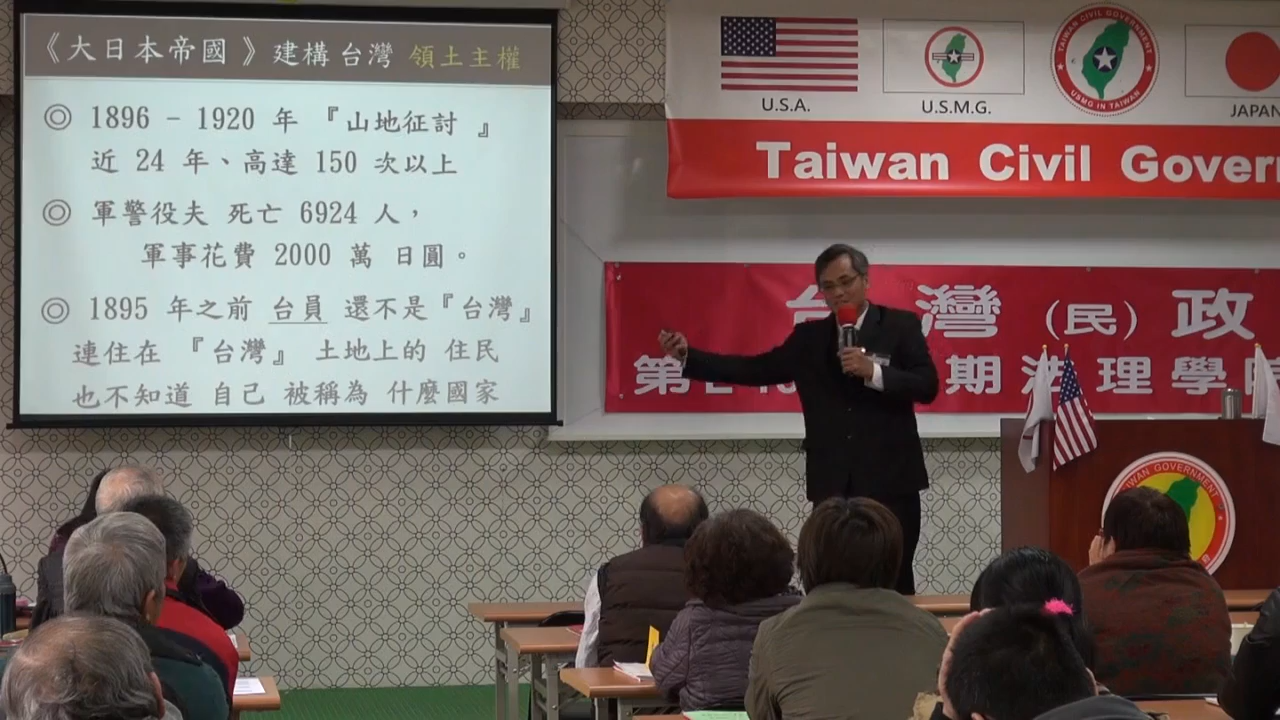 《大日本帝國 》建構 台灣 領土主權
◎ 1896 - 1920 年 『山地征討 』
近 24 年、高達 150 次以上
◎ 軍警役夫 死亡 6924 人，
軍事花費 2000 萬 日圓。
◎ 1895 年之前 台員 還不是『台灣』
連住在 『台灣』 土地上的 住民
也不知道 自己 被稱為 什麼國家
U.S.A.
U.S.M.G.
TAIWAN CIVIL GOVERNMENT
USMG IN TAIWAN
JAPAN
Taiwan Civil Govern
台灣(民)政
第 期法理學院
TAIWAN GOVERNMENT